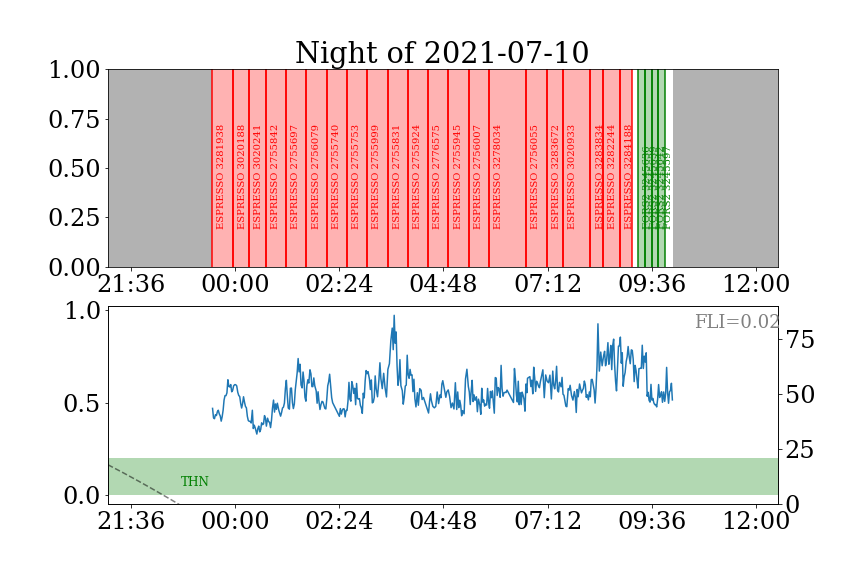 Night of 2021-07-10
1.00
0.75
0.50
0.25
0.00
ESPRESSO 3281938
ESPRESSO 3020188
ESPRESSO 3020241
ESPRESSO 2755842
ESPRESSO 2755697
ESPRESSO 2756079
ESPRESSO 2755740
ESPRESSO 2755753
ESPRESSO 2755999
ESPRESSO 2755831
ESPRESSO 2755924
ESPRESSO 2776575
ESPRESSO 2755945
ESPRESSO 2756007
ESPRESSO 3278034
ESPRESSO 2756055
ESPRESSO 3283672
ESPRESSO 3020933
ESPRESSO 3283834
ESPRESSO 3282244
ESPRESSO 3284188
FORS2
21:36 00:00 02:24 04:48 07:12 09:36 12:00
1.0
0.5
0.0
FLI=0.02
75
50
25
0
THN
21:36 00:00 02:24 04:48 07:12 09:36 12:00